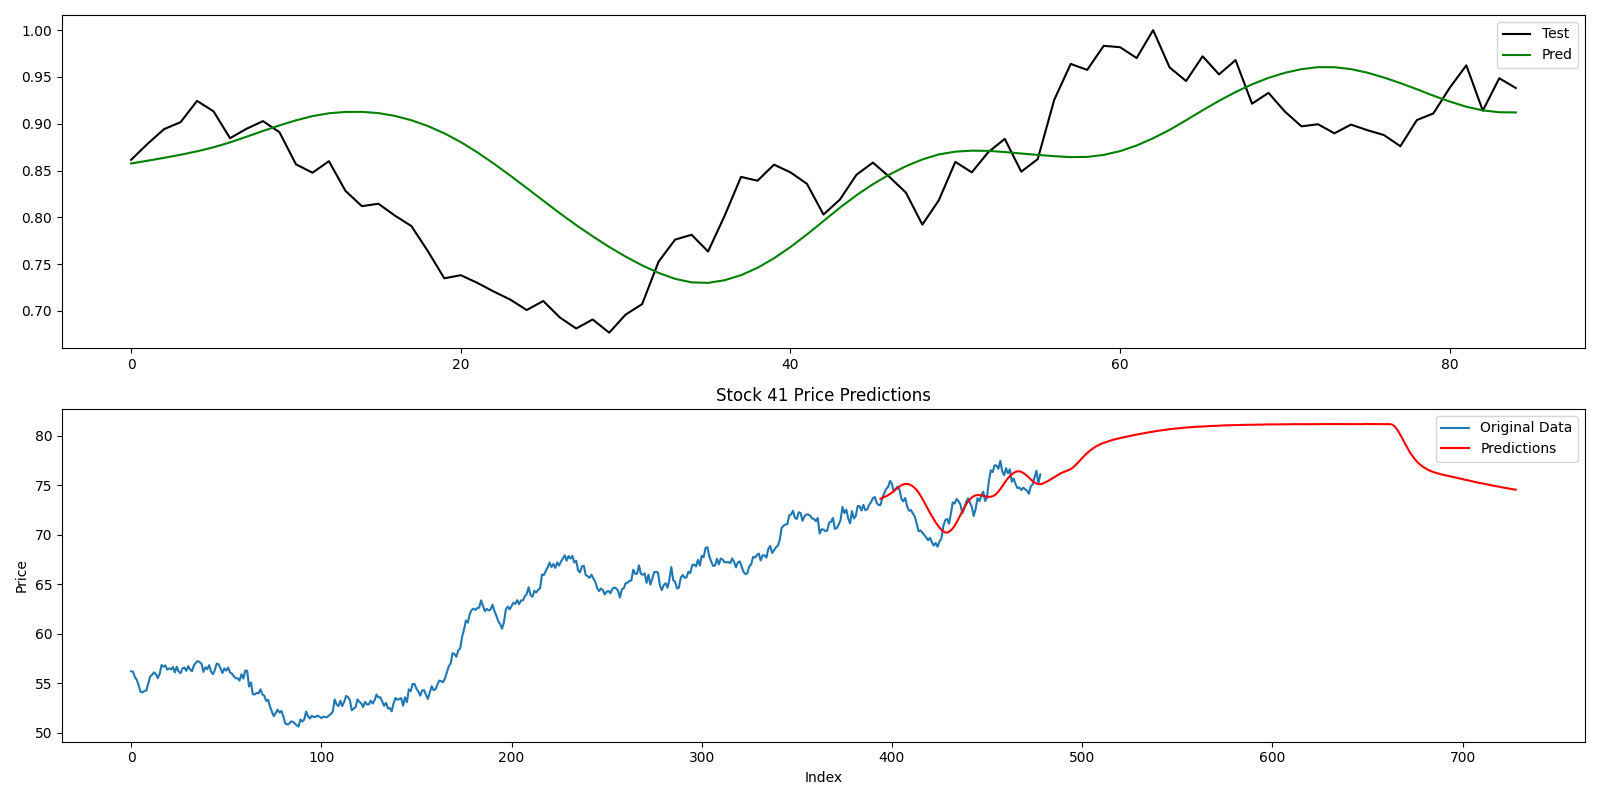 1.00
0.95
0.90
0.85
0.80
0.75
0.70
Test
Pred
0 20 40 60 80
Stock 41 Price Predictions
80
75
70
65
60
55
50
Price
Original Data
Predictions
0 100 200 300 400 500 600 700
Index